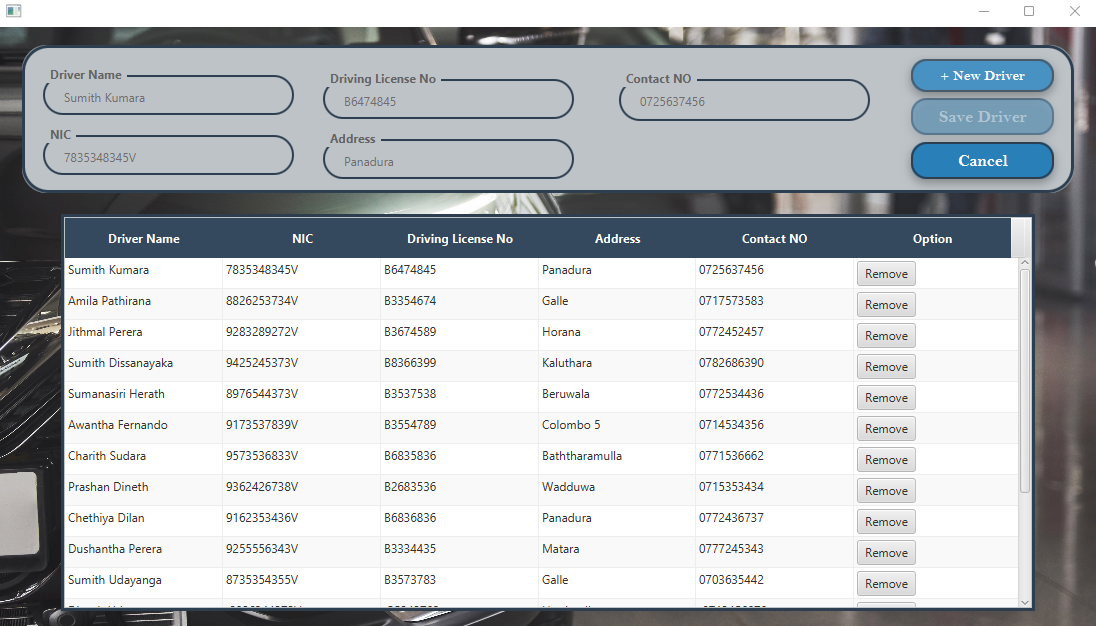 Driver Name
Sumith Kumara
Driving License No
B6474845
Contact NO
0725637456
NIC
7835348345V
Address
Panadura
+ New Driver
Save Driver
Cancel
Driver Name NIC Driving License No Address Contact NO Option
Sumith Kumara 7835348345V B6474845 Panadura 0725637456 Remove
Amila Pathirana 8826253734V B3354674 Galle 0717573583 Remove
Jithmal Perera 9283289272V B3674589 Horana 0772452457 Remove
Sumith Dissanayaka 9425245373V B8366399 Kaluthara 0782686390 Remove
Sumanasiri Herath 8976544373V B3537538 Beruwala 0772534436 Remove
Awantha Fernando 9173537839V B3554789 Colombo 5 0714534356 Remove
Charith Sudara 9573536833V B6835836 Baththaramulla 0771536662 Remove
Prashan Dineth 9362426738V B2683536 Wadduwa 0715353434 Remove
Chethiya Dilan 9162353436V B6836836 Panadura 0772436737 Remove
Dushantha Perera 9255556343V B3334435 Matara 0777245343 Remove
Sumith Udayanga 8735354355V B3573783 Galle 0703635442 Remove